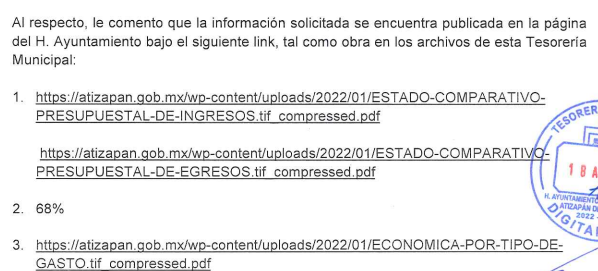 Al respecto, le comento que la información solicitada se encuentra publicada en la página
del H. Ayuntamiento bajo el siguiente link, tal como obra en los archivos de esta Tesorería
Municipal:
1. https://atizapan.gob.mx/wp-content/uploads/2022/01/ESTADO-COMPARATIVO-
PRESUPUESTAL-DE-INGRESOS.tif_compressed.pdf
https://atizapan.gob.mx/wp-content/uploads/2022/01/ESTADO-COMPARATIVO-
PRESUPUESTAL-DE-EGRESOS.tif_compressed.pdf
2. 68%
3. https://atizapan.gob.mx/wp-content/uploads/2022/01/ECONOMICA-POR-TIPO-DE-
GASTO.tif_compressed.pdf
TESORER
18 A
H. AYUNTAMIENTO
ATIZAPÁN D
2022 -
DIGITA